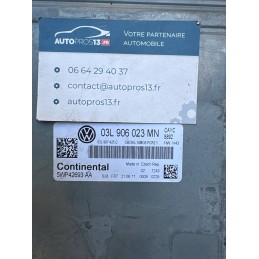 AUTOPROS13.FR
VOTRE PARTENAIRE
AUTOMOBILE
06 64 29 40 37
contact@autopros13.fr
autopros13.fr
03L 906 023 MN
CAYC
Continental
Made in Czech Rep.
5WP42693 AA